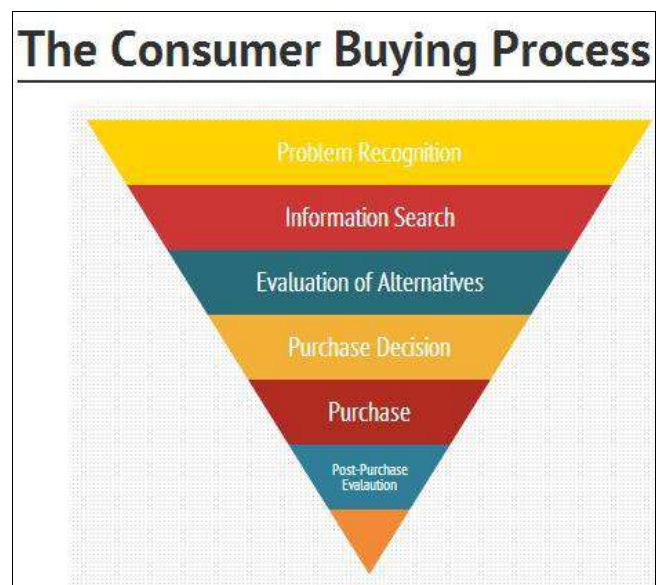 The Consumer Buying Process
Problem Recognition
Information Search
Evaluation of Alternatives
Purchase Decision
Purchase
Post-Purchase
Evalaution